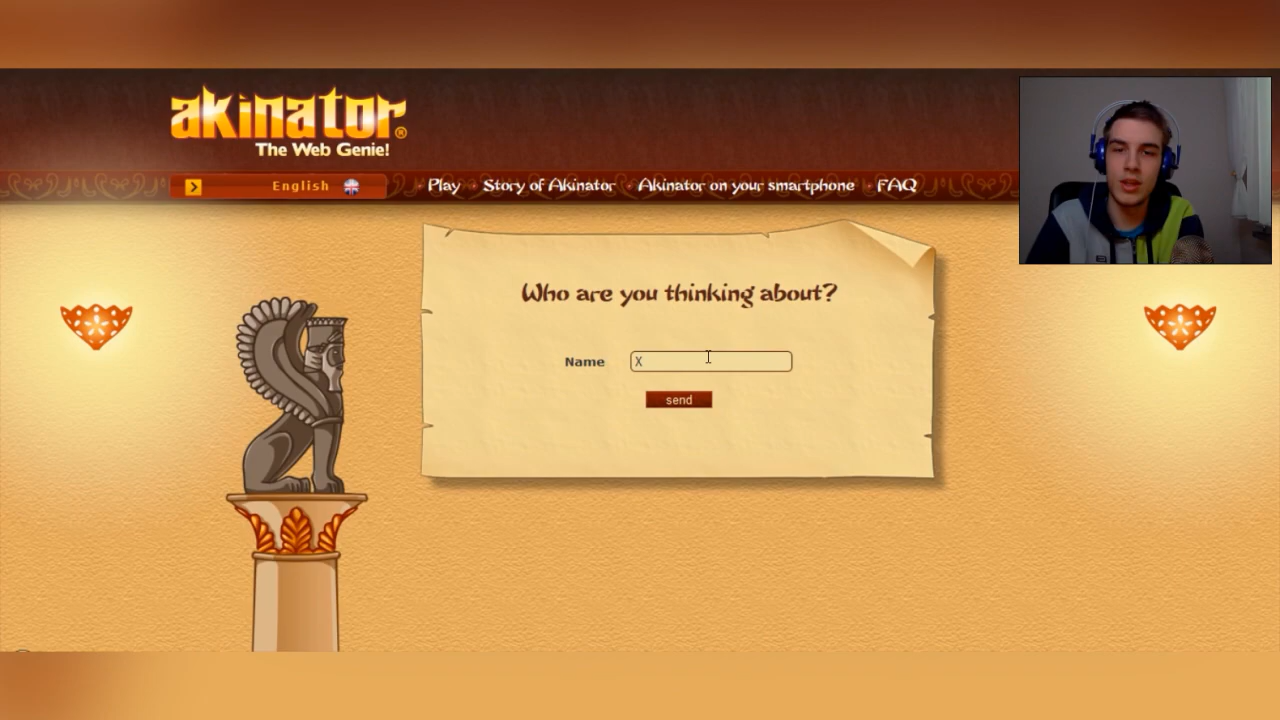 akinator®
The Web Genie!
English
Play
Story of Akinator
Akinator on your smartphone
FAQ
Who are you thinking about?
Name
X
send